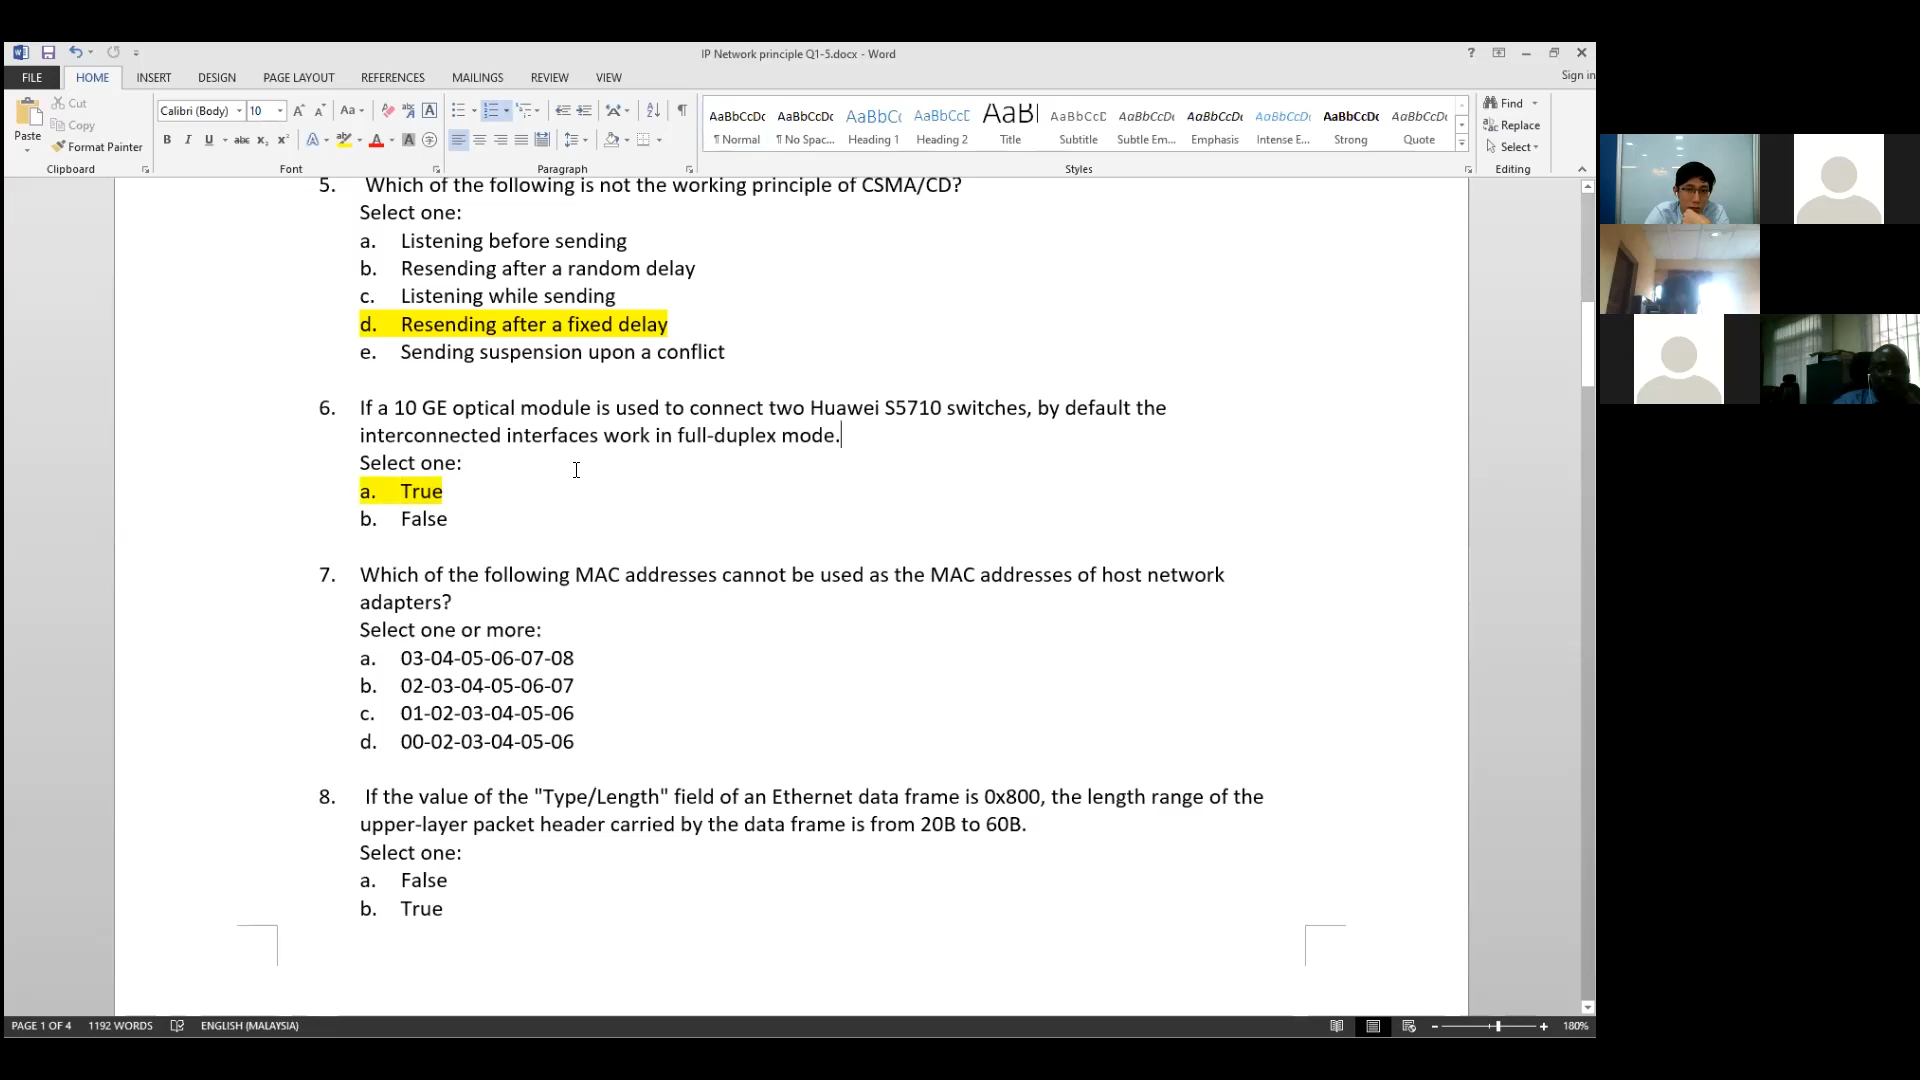 IP Network principle Q1-5.docx - Word
?
Sign in
FILE HOME INSERT DESIGN PAGE LAYOUT REFERENCES MAILINGS REVIEW VIEW
Paste
Cut
Copy
Format Painter
Clipboard
Calibri (Body) 10
Aa
B I U abc x₂ x² A ab A A
Font
Paragraph
AaBbCcDc
¶ Normal
AaBbCcDc
¶ No Spac...
AaBbC
Heading 1
AaBbCcD
Heading 2
AaB
Title
AaBbCcD
Subtitle
AaBbCcDc
Subtle Em...
AaBbCcDc
Emphasis
AaBbCcDc
Intense E...
AaBbCcDc
Strong
AaBbCcDc
Quote
Styles
Find
Replace
Select
Editing
5. Which of the following is not the working principle of CSMA/CD?
Select one:
a. Listening before sending
b. Resending after a random delay
c. Listening while sending
d. Resending after a fixed delay
e. Sending suspension upon a conflict
6. If a 10 GE optical module is used to connect two Huawei S5710 switches, by default the
interconnected interfaces work in full-duplex mode.
Select one:
a. True
b. False
7. Which of the following MAC addresses cannot be used as the MAC addresses of host network
adapters?
Select one or more:
a. 03-04-05-06-07-08
b. 02-03-04-05-06-07
c. 01-02-03-04-05-06
d. 00-02-03-04-05-06
8. If the value of the "Type/Length" field of an Ethernet data frame is 0x800, the length range of the
upper-layer packet header carried by the data frame is from 20B to 60B.
Select one:
a. False
b. True
PAGE 1 OF 4 1192 WORDS ENGLISH (MALAYSIA) 180%